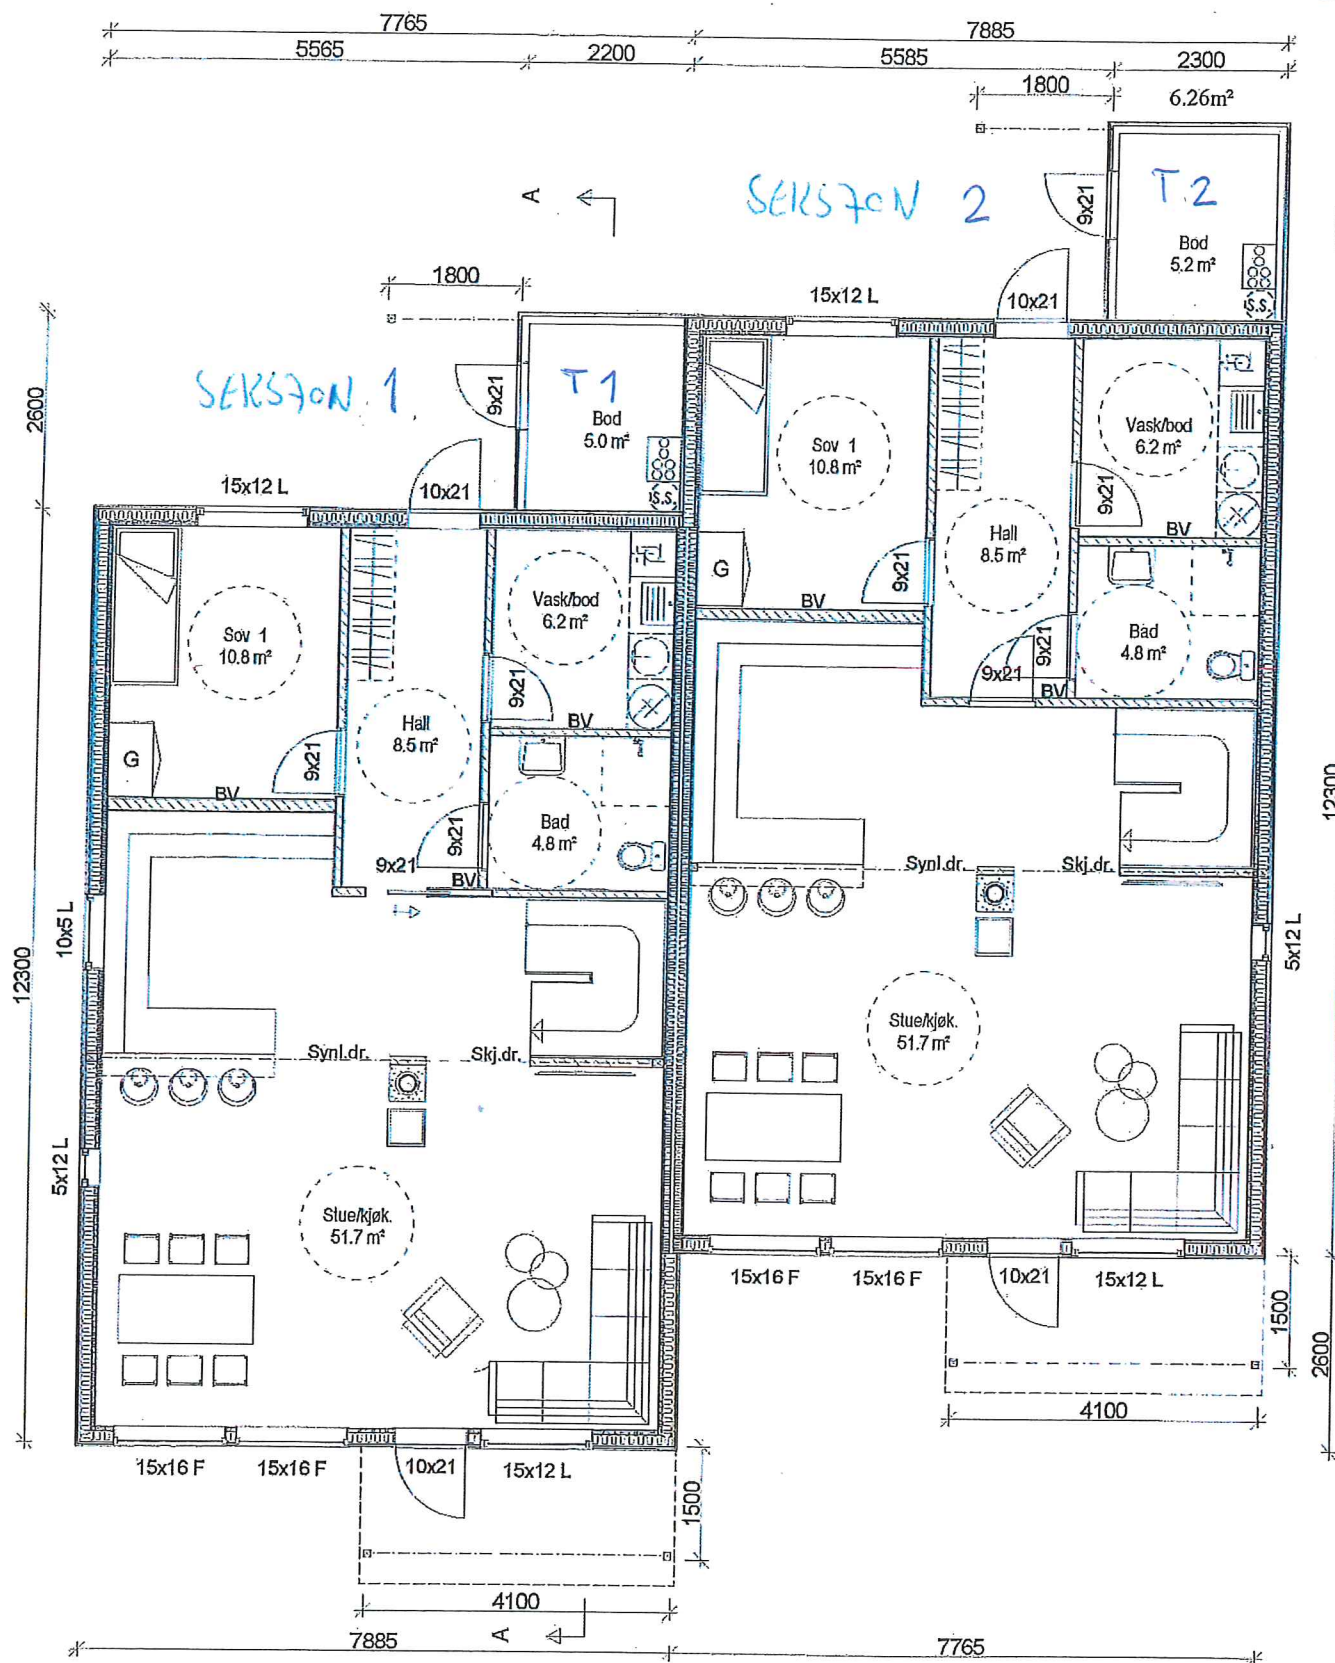 7765
7885
5565
2200
5585
2300
1800
6.26m²
A
SEKSJON 2
T.2
9x21
Bod
5.2 m²
S.S.
1800
15x12 L
10x21
2600
SEKSJON 1
T 1
9x21
Bod
5.0 m²
S.S.
15x12 L
10x21
Sov 1
10.8 m²
Vask/bod
6.2 m²
9x21
BV
Hall
8.5 m²
G
9x21
BV
Bad
4.8 m²
9x21
9x21
BV
Sov 1
10.8 m²
Vask/bod
6.2 m²
9x21
BV
Hall
8.5 m²
G
9x21
BV
Bad
4.8 m²
9x21
9x21
BV
12300
Synl.dr.
Skj.dr.
10x5 L
12300
5x12 L
Stue/kjøk.
51.7 m²
Synl.dr.
Skj.dr.
5x12 L
Stue/kjøk.
51.7 m²
15x16 F
15x16 F
10x21
15x12 L
1500
2600
4100
15x16 F
15x16 F
10x21
15x12 L
1500
4100
A
7885
7765